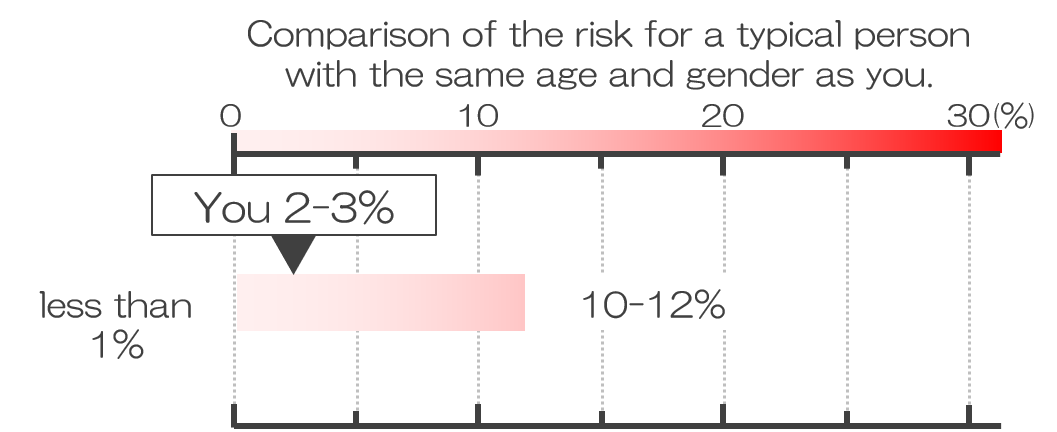 Comparison of the risk for a typical person
with the same age and gender as you.
0 10 20 30(%)
You 2-3%
less than
1%
10-12%